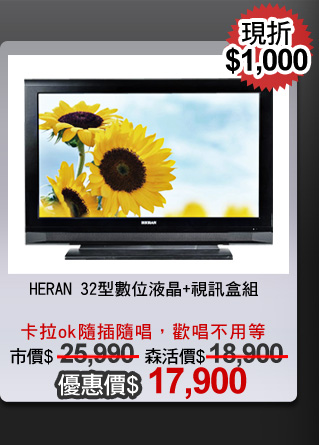 現折
$1,000
HERAN
HERAN 32型數位液晶+視訊盒組
卡拉ok隨插隨唱，歡唱不用等
市價$ 25,990 森活價$ 18,900
優惠價$ 17,900